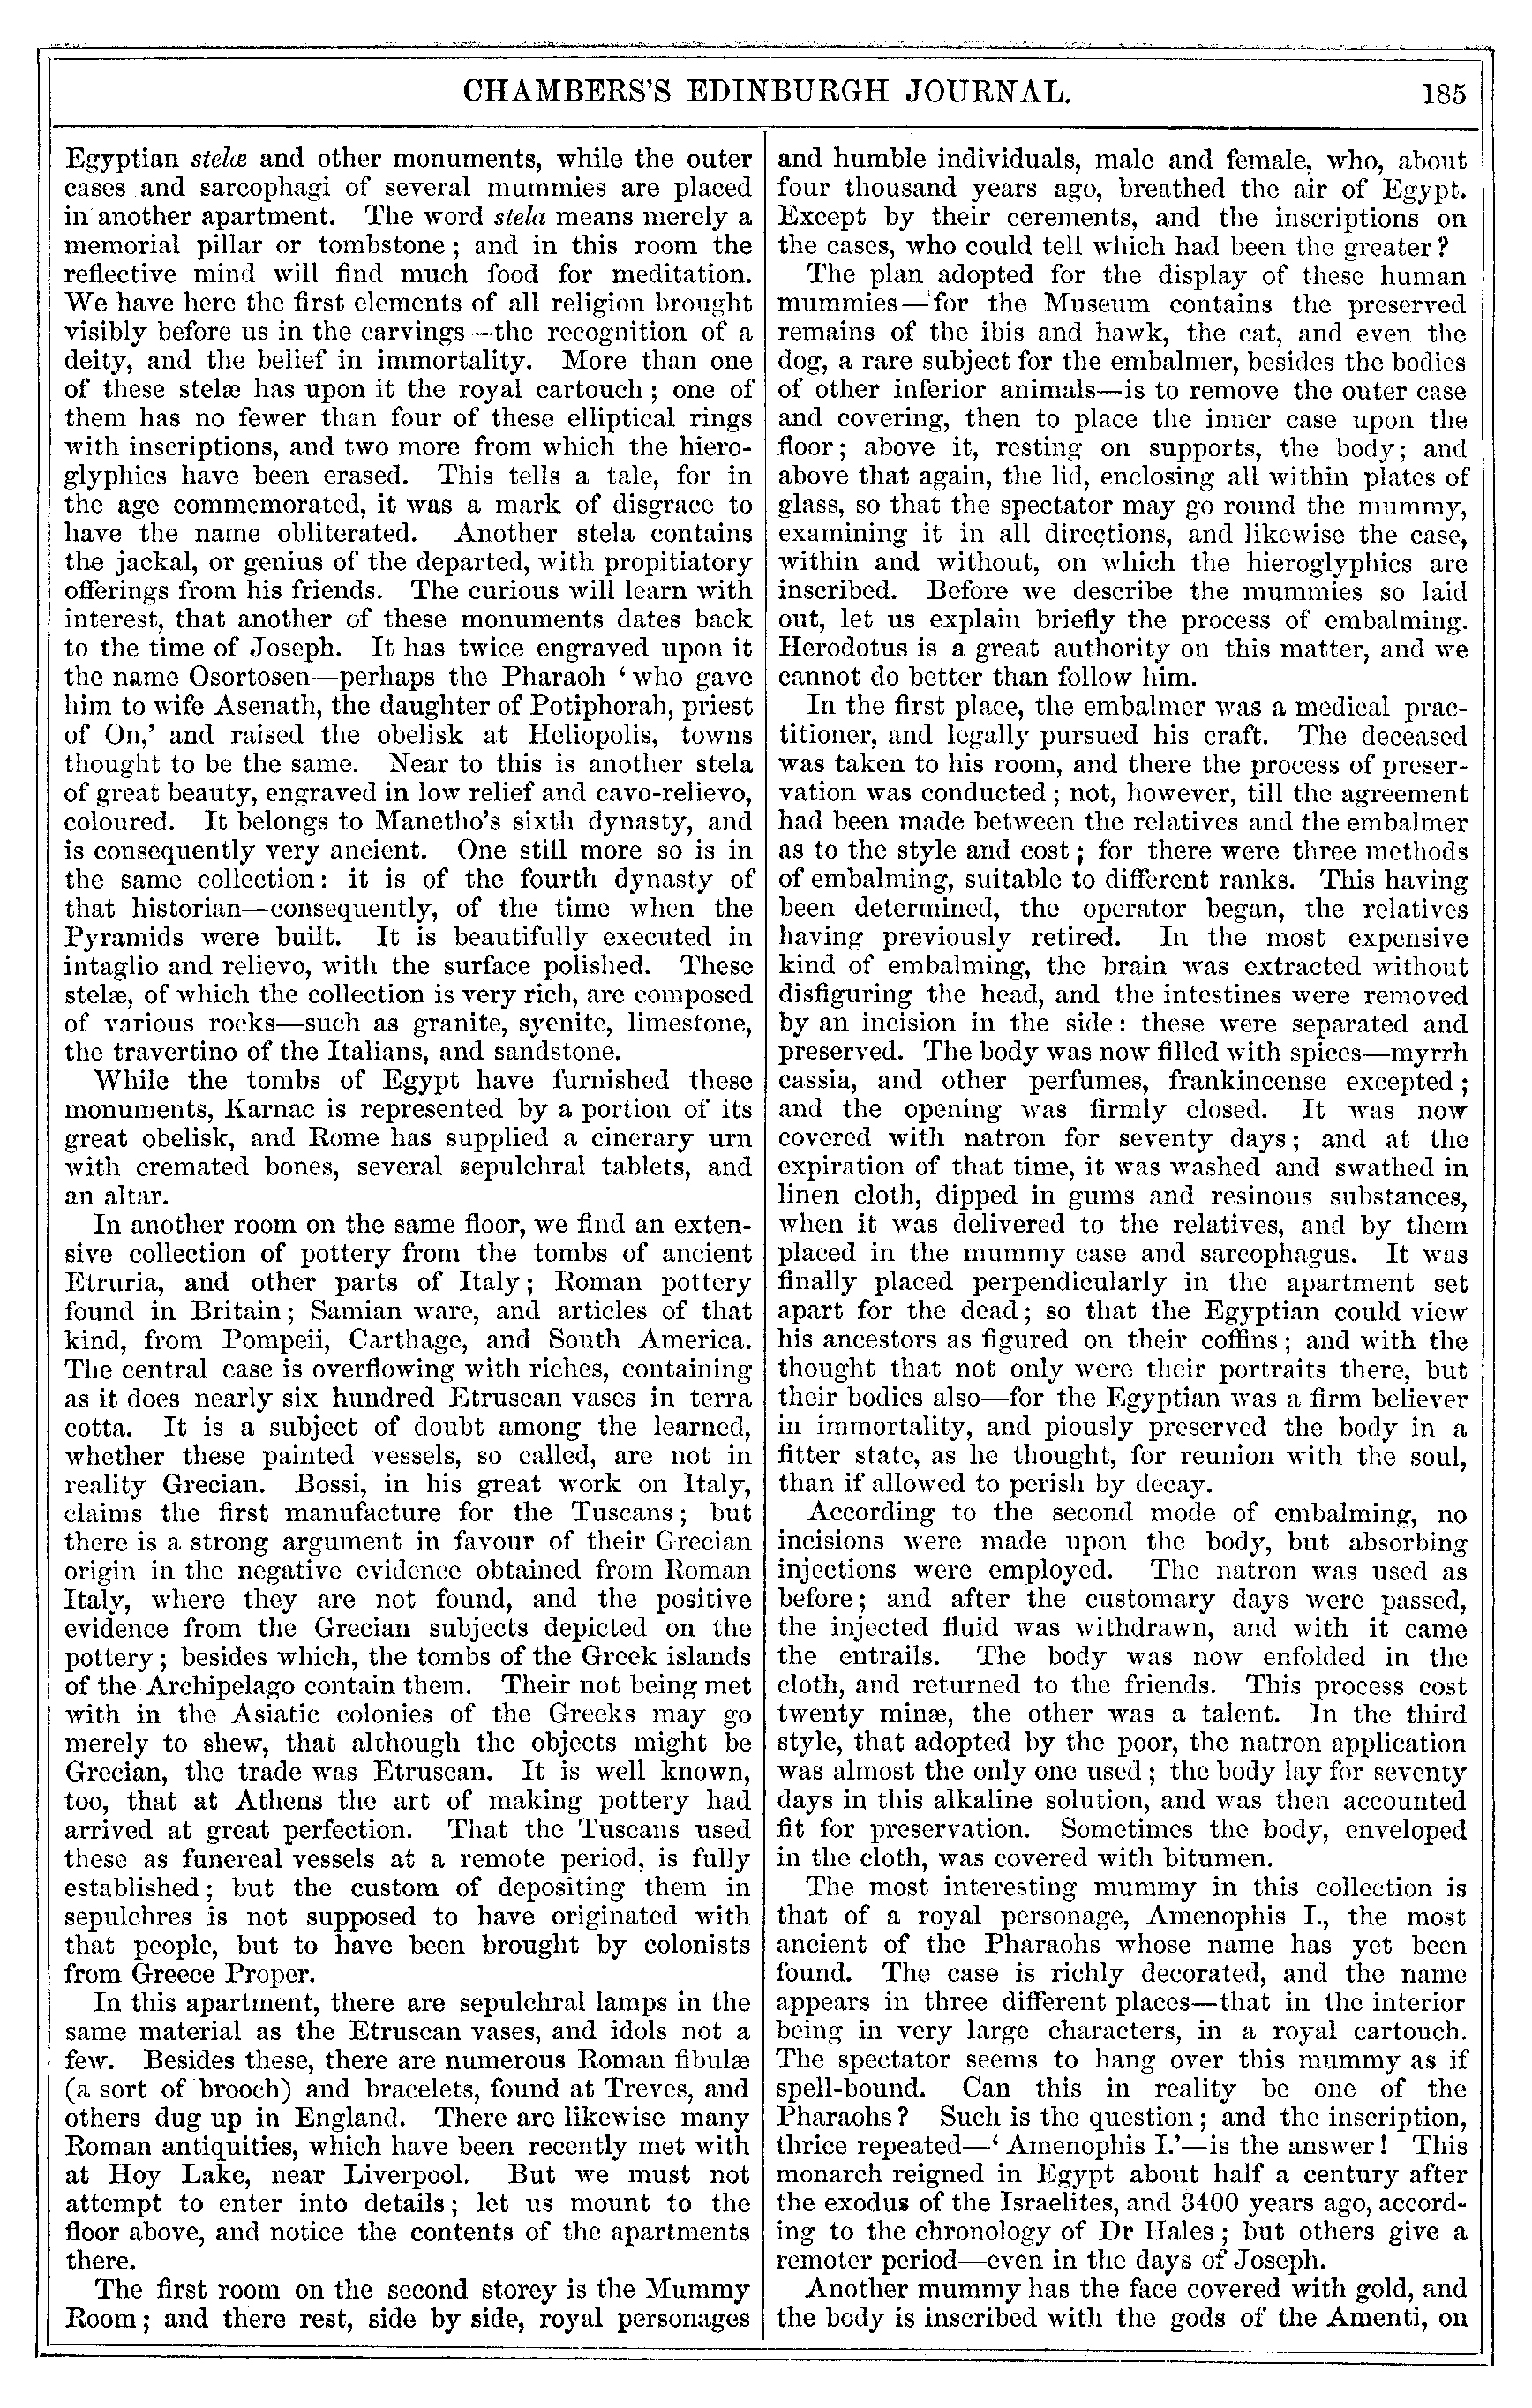 CHAMBERS'S EDINBURGH JOURNAL.
185
Egyptian stelæ and other monuments, while the outer
cases and sarcophagi of several mummies are placed
in another apartment. The word stela means merely a
memorial pillar or tombstone; and in this room the
reflective mind will find much food for meditation.
We have here the first elements of all religion brought
visibly before us in the carvings—the recognition of a
deity, and the belief in immortality. More than one
of these stelæ has upon it the royal cartouch; one of
them has no fewer than four of these elliptical rings
with inscriptions, and two more from which the hiero-
glyphics have been erased. This tells a tale, for in
the age commemorated, it was a mark of disgrace to
have the name obliterated. Another stela contains
the jackal, or genius of the departed, with propitiatory
offerings from his friends. The curious will learn with
interest, that another of these monuments dates back
to the time of Joseph. It has twice engraved upon it
the name Osortosen—perhaps the Pharaoh ‘who gave
him to wife Asenath, the daughter of Potiphorah, priest
of On,’ and raised the obelisk at Heliopolis, towns
thought to be the same. Near to this is another stela
of great beauty, engraved in low relief and cavo-relievo,
coloured. It belongs to Manetho's sixth dynasty, and
is consequently very ancient. One still more so is in
the same collection: it is of the fourth dynasty of
that historian—consequently, of the time when the
Pyramids were built. It is beautifully executed in
intaglio and relievo, with the surface polished. These
stelæ, of which the collection is very rich, are composed
of various rocks—such as granite, syenite, limestone,
the travertino of the Italians, and sandstone.
While the tombs of Egypt have furnished these
monuments, Karnac is represented by a portion of its
great obelisk, and Rome has supplied a cinerary urn
with cremated bones, several sepulchral tablets, and
an altar.
In another room on the same floor, we find an exten-
sive collection of pottery from the tombs of ancient
Etruria, and other parts of Italy; Roman pottery
found in Britain; Samian ware, and articles of that
kind, from Pompeii, Carthage, and South America.
The central case is overflowing with riches, containing
as it does nearly six hundred Etruscan vases in terra
cotta. It is a subject of doubt among the learned,
whether these painted vessels, so called, are not in
reality Grecian. Bossi, in his great work on Italy,
claims the first manufacture for the Tuscans; but
there is a strong argument in favour of their Grecian
origin in the negative evidence obtained from Roman
Italy, where they are not found, and the positive
evidence from the Grecian subjects depicted on the
pottery; besides which, the tombs of the Greek islands
of the Archipelago contain them. Their not being met
with in the Asiatic colonies of the Greeks may go
merely to shew, that although the objects might be
Grecian, the trade was Etruscan. It is well known,
too, that at Athens the art of making pottery had
arrived at great perfection. That the Tuscans used
these as funereal vessels at a remote period, is fully
established; but the custom of depositing them in
sepulchres is not supposed to have originated with
that people, but to have been brought by colonists
from Greece Proper.
In this apartment, there are sepulchral lamps in the
same material as the Etruscan vases, and idols not a
few. Besides these, there are numerous Roman fibulæ
(a sort of brooch) and bracelets, found at Treves, and
others dug up in England. There are likewise many
Roman antiquities, which have been recently met with
at Hoy Lake, near Liverpool. But we must not
attempt to enter into details; let us mount to the
floor above, and notice the contents of the apartments
there.
The first room on the second storey is the Mummy
Room; and there rest, side by side, royal personages
and humble individuals, male and female, who, about
four thousand years ago, breathed the air of Egypt.
Except by their cerements, and the inscriptions on
the cases, who could tell which had been the greater?
The plan adopted for the display of these human
mummies—for the Museum contains the preserved
remains of the ibis and hawk, the cat, and even the
dog, a rare subject for the embalmer, besides the bodies
of other inferior animals—is to remove the outer case
and covering, then to place the inner case upon the
floor; above it, resting on supports, the body; and
above that again, the lid, enclosing all within plates of
glass, so that the spectator may go round the mummy,
examining it in all directions, and likewise the case,
within and without, on which the hieroglyphics are
inscribed. Before we describe the mummies so laid
out, let us explain briefly the process of embalming.
Herodotus is a great authority on this matter, and we
cannot do better than follow him.
In the first place, the embalmer was a medical prac-
titioner, and legally pursued his craft. The deceased
was taken to his room, and there the process of preser-
vation was conducted; not, however, till the agreement
had been made between the relatives and the embalmer
as to the style and cost; for there were three methods
of embalming, suitable to different ranks. This having
been determined, the operator began, the relatives
having previously retired. In the most expensive
kind of embalming, the brain was extracted without
disfiguring the head, and the intestines were removed
by an incision in the side: these were separated and
preserved. The body was now filled with spices—myrrh
cassia, and other perfumes, frankincense excepted;
and the opening was firmly closed. It was now
covered with natron for seventy days; and at the
expiration of that time, it was washed and swathed in
linen cloth, dipped in gums and resinous substances,
when it was delivered to the relatives, and by them
placed in the mummy case and sarcophagus. It was
finally placed perpendicularly in the apartment set
apart for the dead; so that the Egyptian could view
his ancestors as figured on their coffins; and with the
thought that not only were their portraits there, but
their bodies also—for the Egyptian was a firm believer
in immortality, and piously preserved the body in a
fitter state, as he thought, for reunion with the soul,
than if allowed to perish by decay.
According to the second mode of embalming, no
incisions were made upon the body, but absorbing
injections were employed. The natron was used as
before; and after the customary days were passed,
the injected fluid was withdrawn, and with it came
the entrails. The body was now enfolded in the
cloth, and returned to the friends. This process cost
twenty minæ, the other was a talent. In the third
style, that adopted by the poor, the natron application
was almost the only one used; the body lay for seventy
days in this alkaline solution, and was then accounted
fit for preservation. Sometimes the body, enveloped
in the cloth, was covered with bitumen.
The most interesting mummy in this collection is
that of a royal personage, Amenophis I., the most
ancient of the Pharaohs whose name has yet been
found. The case is richly decorated, and the name
appears in three different places—that in the interior
being in very large characters, in a royal cartouch.
The spectator seems to hang over this mummy as if
spell-bound. Can this in reality be one of the
Pharaohs? Such is the question; and the inscription,
thrice repeated—‘Amenophis I.’—is the answer! This
monarch reigned in Egypt about half a century after
the exodus of the Israelites, and 3400 years ago, accord-
ing to the chronology of Dr Hales; but others give a
remoter period—even in the days of Joseph.
Another mummy has the face covered with gold, and
the body is inscribed with the gods of the Amenti, on